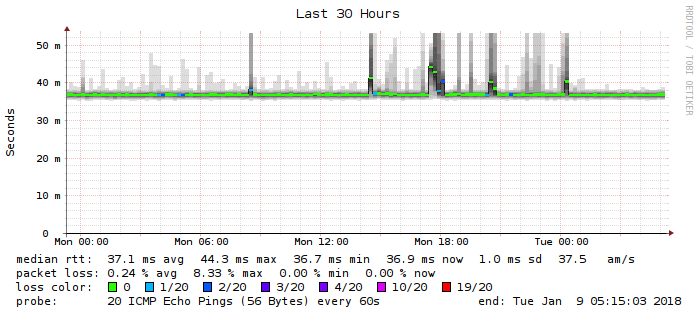 Last 30 Hours
RRDTOOL / TOBI OETIKER
Seconds
50 m
40 m
30 m
20 m
10 m
0
Mon 00:00 Mon 06:00 Mon 12:00 Mon 18:00 Tue 00:00
median rtt: 37.1 ms avg 44.3 ms max 36.7 ms min 36.9 ms now 1.0 ms sd 37.5 am/s
packet loss: 0.24 % avg 8.33 % max 0.00 % min 0.00 % now
loss color: 0 1/20 2/20 3/20 4/20 10/20 19/20
probe: 20 ICMP Echo Pings (56 Bytes) every 60s end: Tue Jan 9 05:15:03 2018